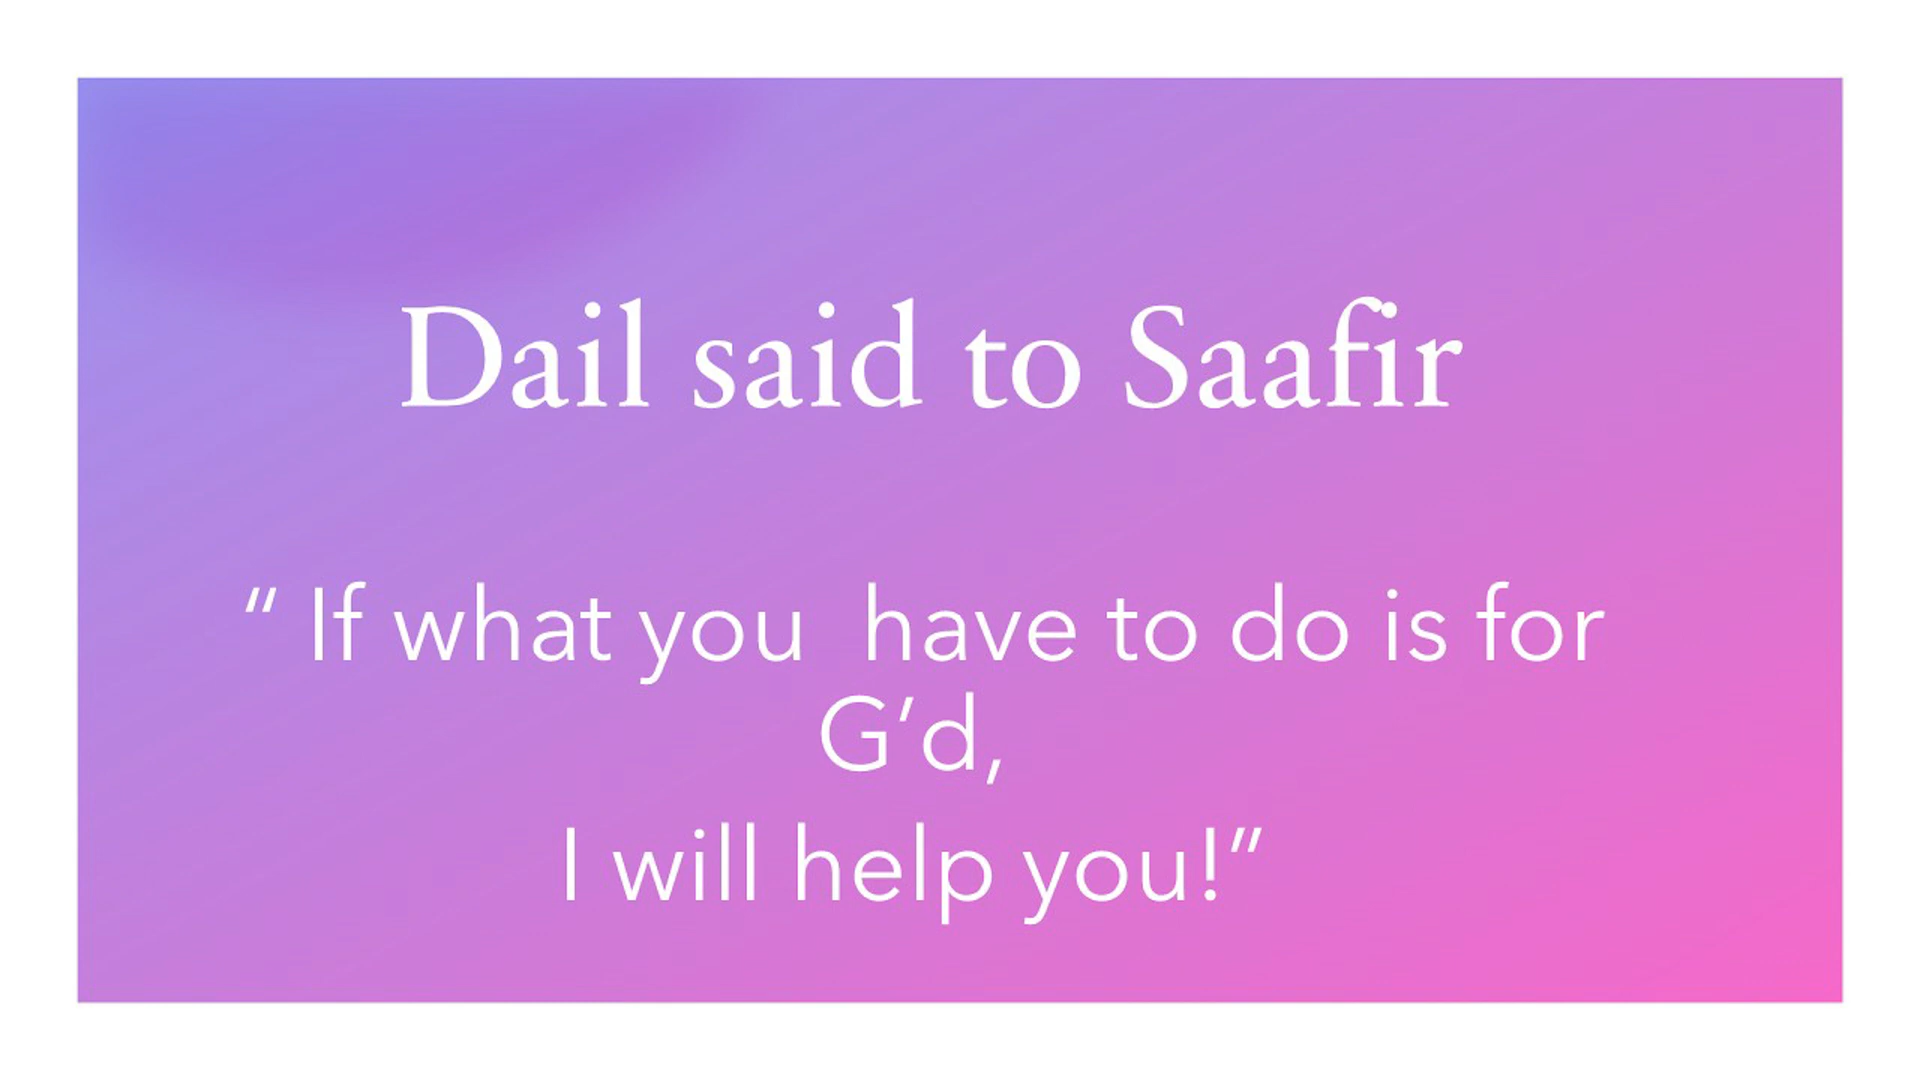 Dail said to Saafir
“ If what you  have to do is for
G’d,
I will help you!”